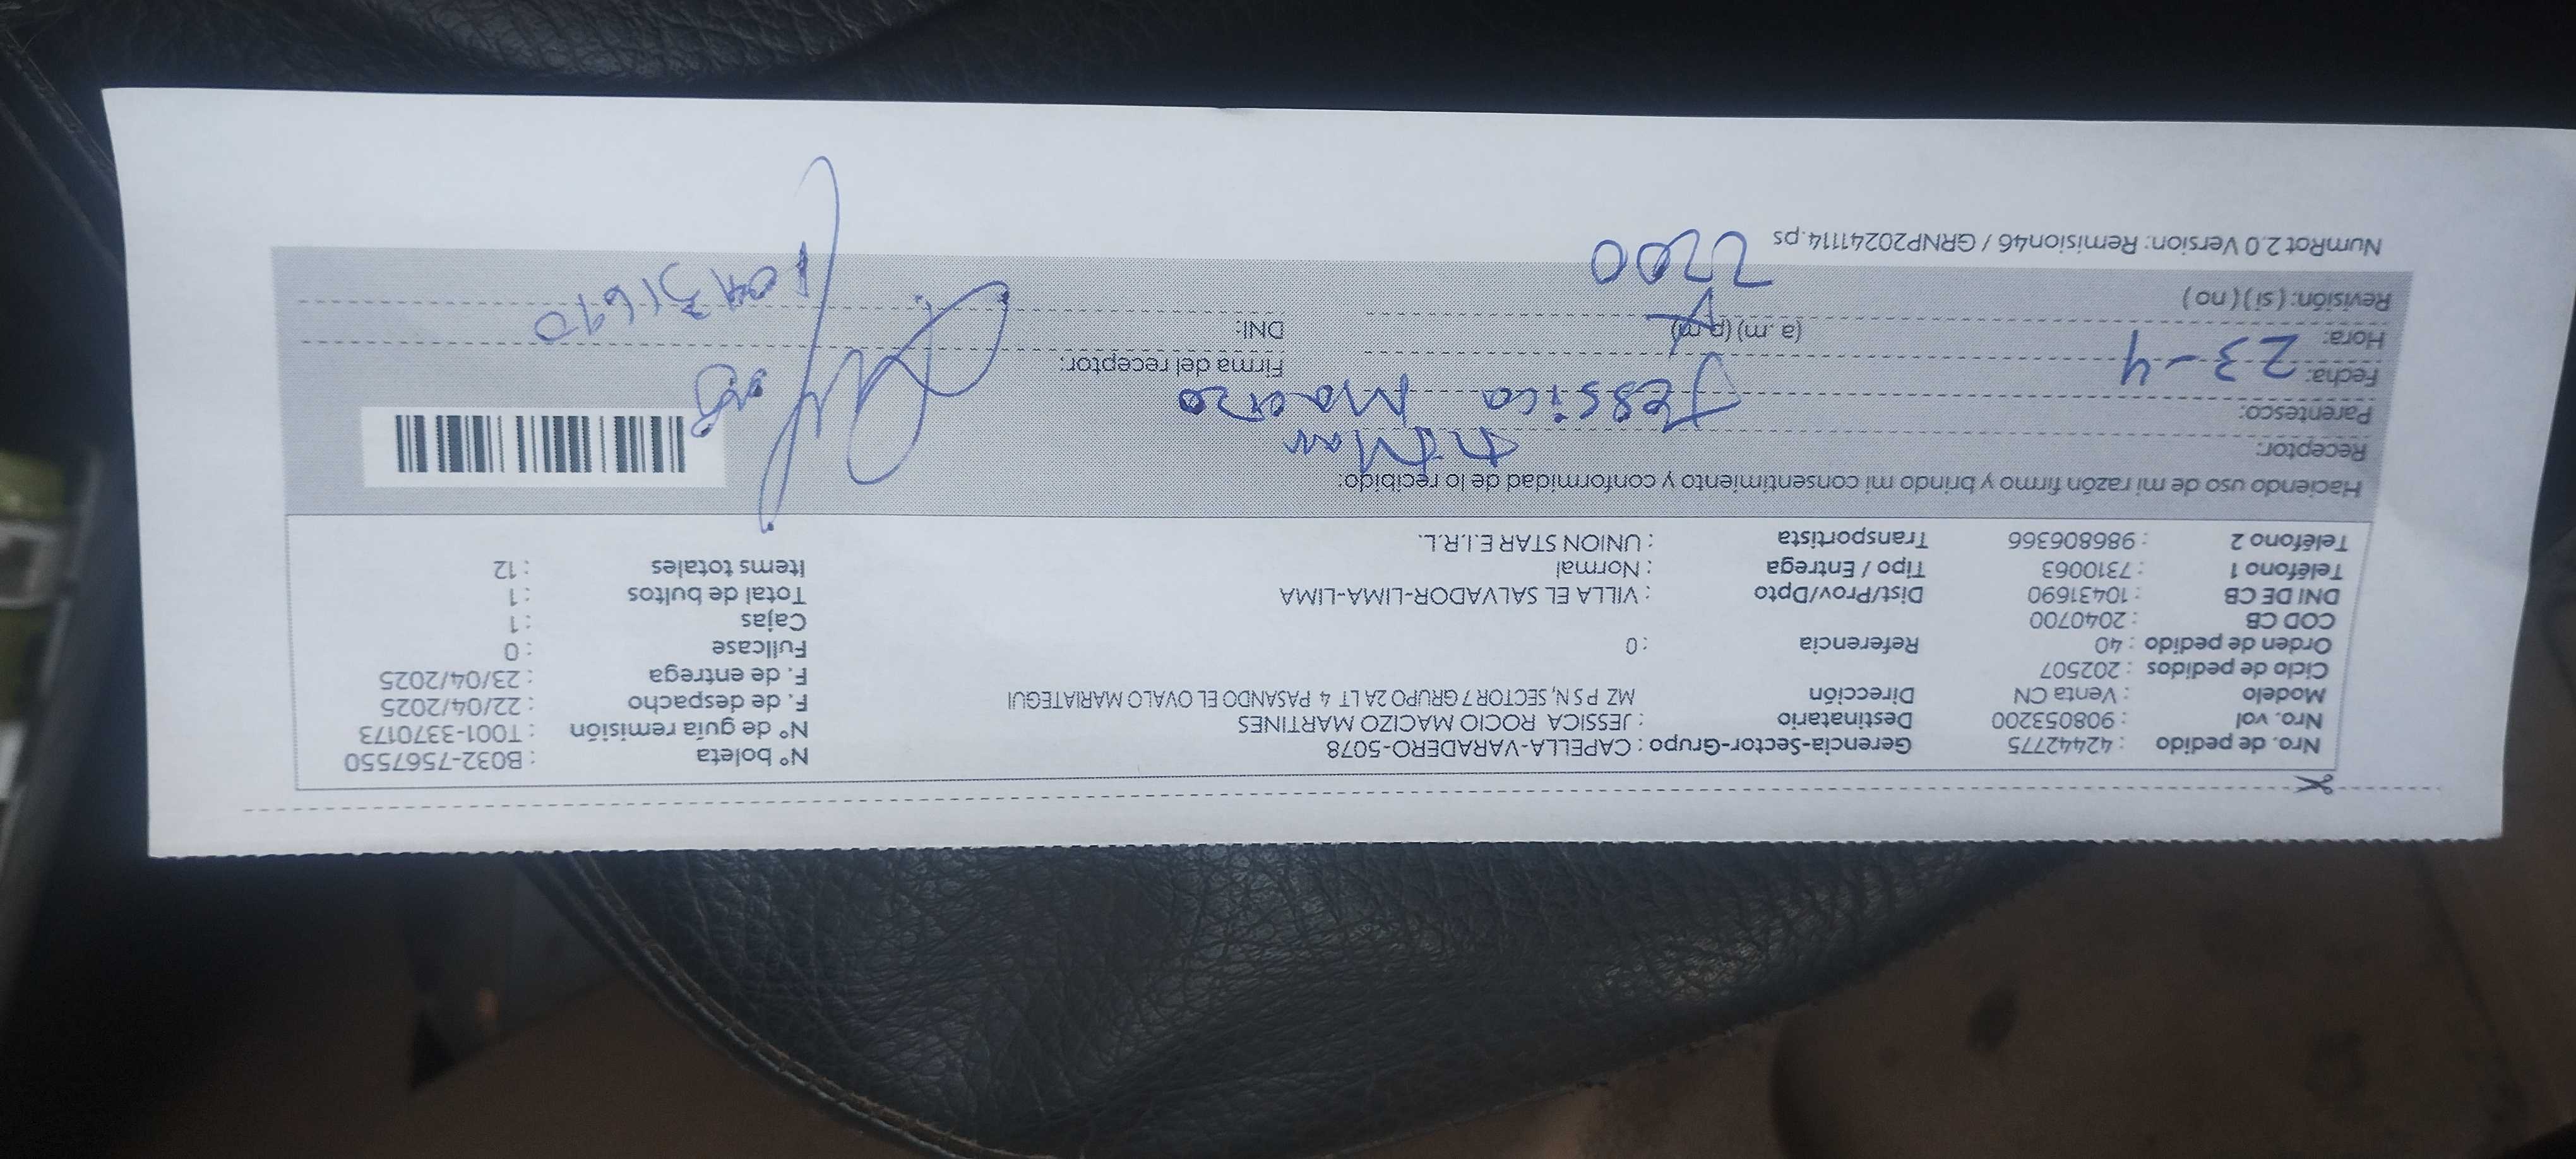 Nro. de pedido : 42442775 Gerencia-Sector-Grupo : CAPELLA-VARADERO-5078 N° boleta : B032-7567550
Nro. vol : 908053200 Destinatario : JESSICA ROCIO MACIZO MARTINES N° de guía remisión : T001-3370173
Modelo : Venta CN Dirección MZ P S N, SECTOR 7 GRUPO 2A LT 4 PASANDO EL OVALO MARIATEGUI F. de despacho : 22/04/2025
Ciclo de pedidos : 202507 F. de entrega : 23/04/2025
Orden de pedido : 40 Referencia : 0 Fullcase : 0
COD CB : 2040700 Cajas : 1
DNI DE CB : 10431690 Dist/Prov/Dpto : VILLA EL SALVADOR-LIMA-LIMA Total de bultos : 1
Teléfono 1 : 7310063 Tipo / Entrega : Normal Items totales : 12
Teléfono 2 : 986806366 Transportista : UNION STAR E.I.R.L.
Haciendo uso de mi razón firmo y brindo mi consentimiento y conformidad de lo recibido:
Receptor:
Parentesco: Jessica Macizo
Fecha: 23-4 Firma del receptor:
Hora: (a.m) (p.m) DNI: 10431690
Revisión: ( si ) ( no )
2200
NumRot 2.0 Version: Remision46 / GRNP20241114.ps